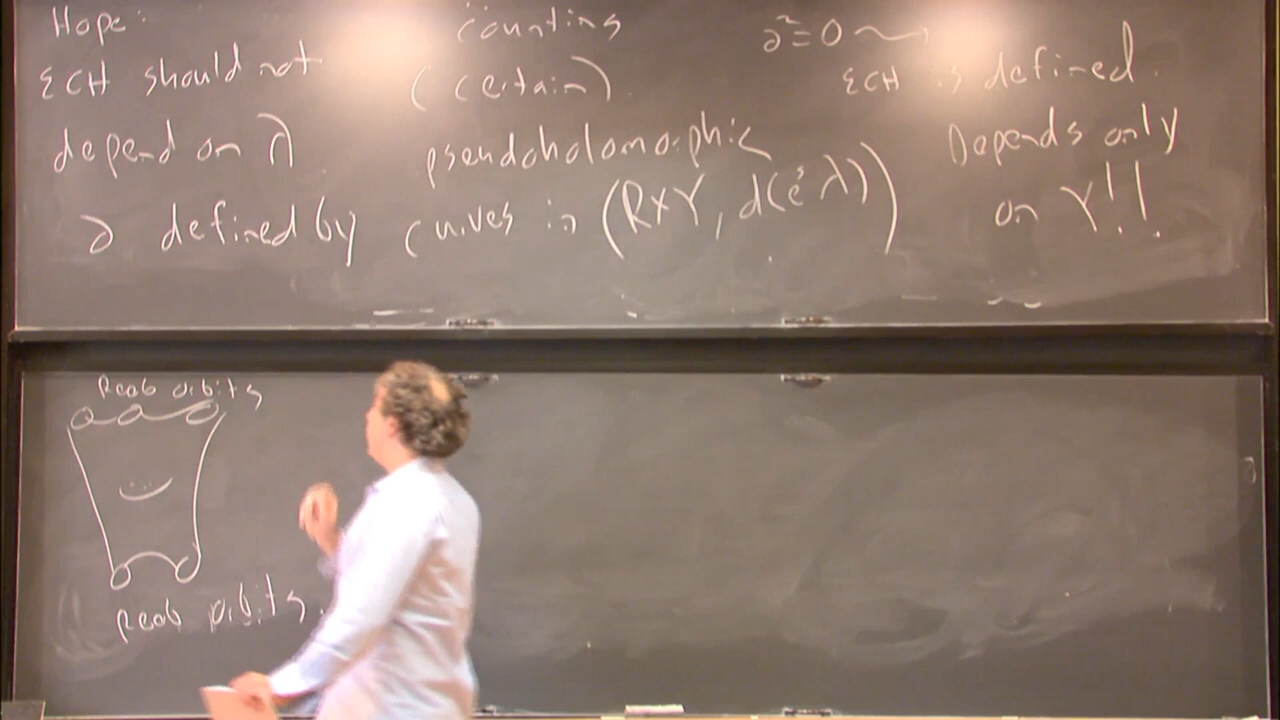 Hope:
ECH should not
depend on λ
∂ defined by
counting
(certain)
pseudoholomorphic
curves in (R×Y, d(eˢλ))
∂²=0 ⇝
ECH is defined.
Depends only
on Y!!
Reeb orbits
Reeb orbits.